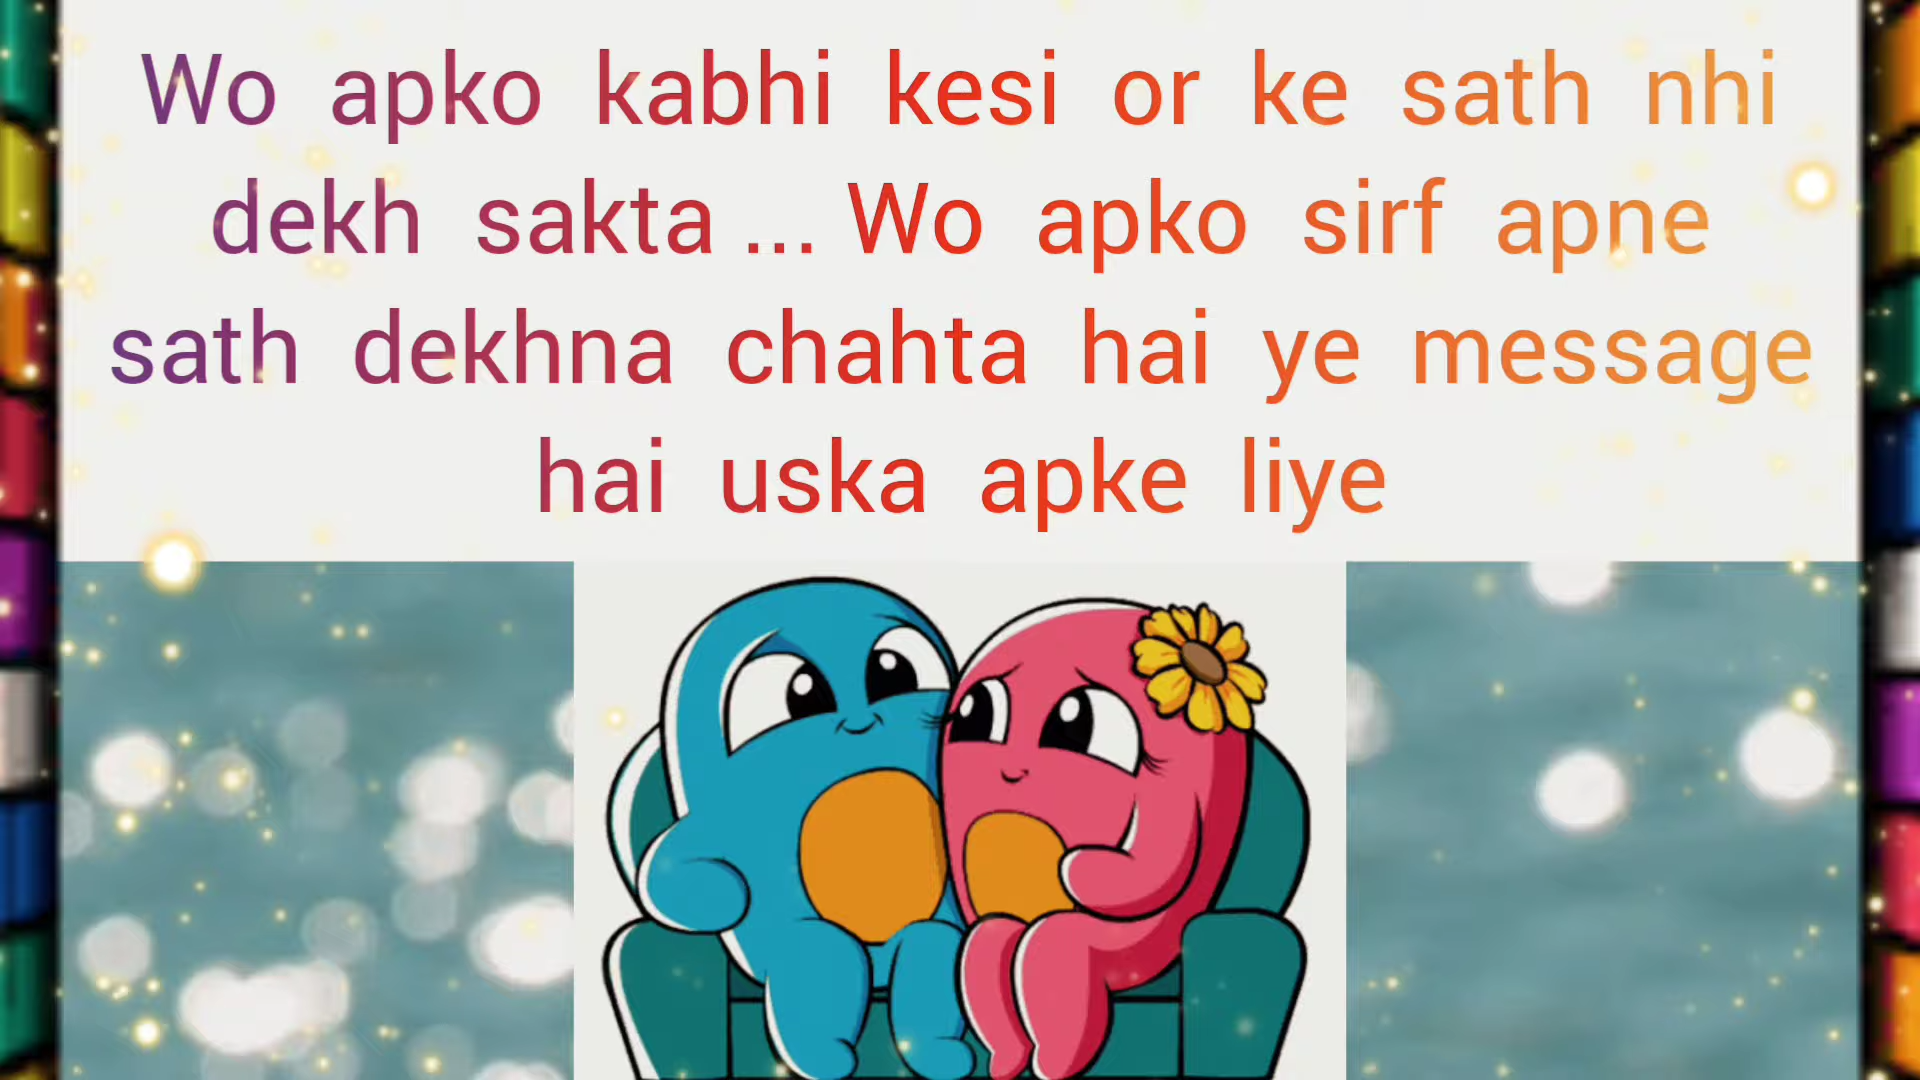 Wo apko kabhi kesi or ke sath nhi
dekh sakta ... Wo apko sirf apne
sath dekhna chahta hai ye message
hai uska apke liye